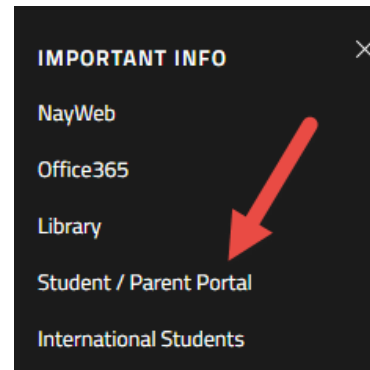 IMPORTANT INFO
NayWeb
Office365
Library
Student / Parent Portal
International Students